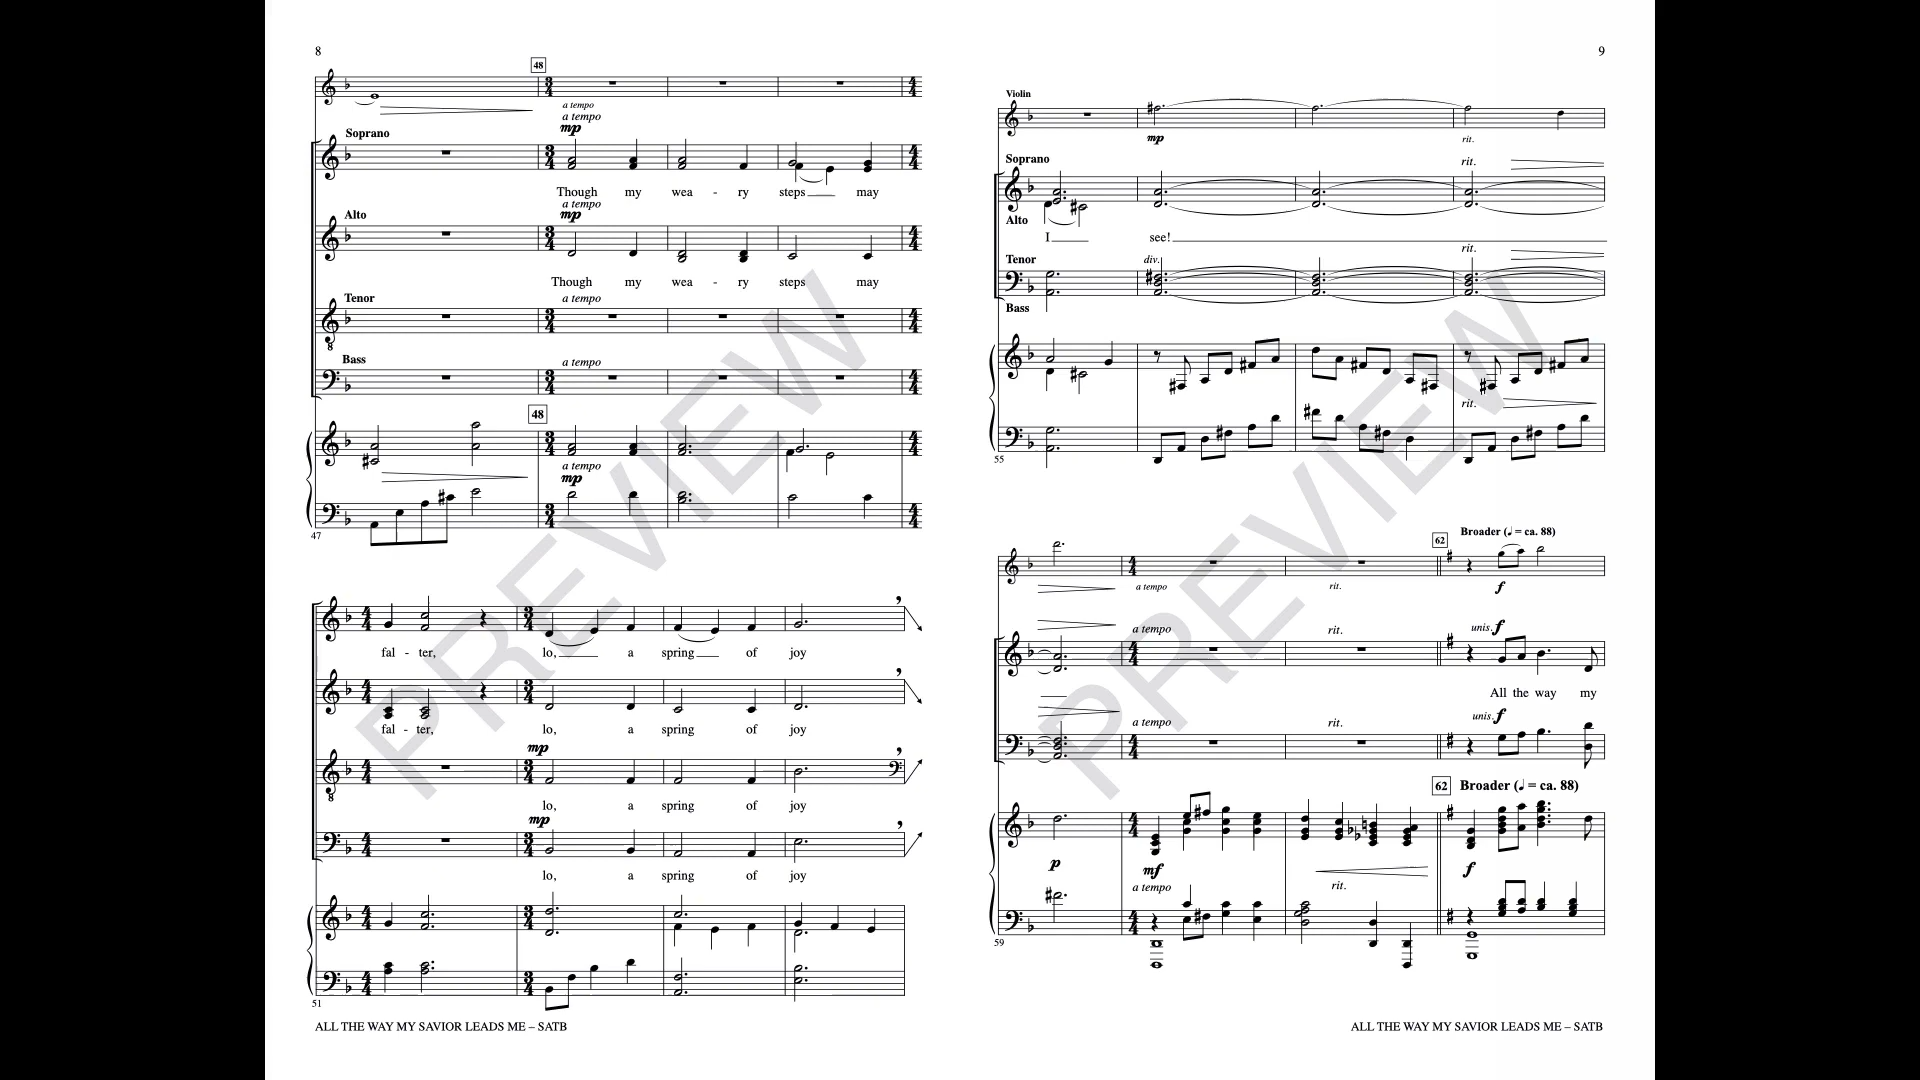 8
48
a tempo
a tempo
mp
Soprano
Though my wea - ry steps may
a tempo
mp
Alto
Though my wea - ry steps may
Tenor
a tempo
8
Bass
a tempo
48
a tempo
mp
47
fal - ter, lo, a spring of joy
fal - ter, lo, a spring of joy
mp
8
lo, a spring of joy
mp
lo, a spring of joy
51
ALL THE WAY MY SAVIOR LEADS ME – SATB
PREVIEW
9
Violin
mp
rit.
Soprano
rit.
Alto
I see!
Tenor
div.
rit.
Bass
rit.
55
62
Broader (♩ = ca. 88)
a tempo
rit.
f
a tempo
rit.
unis. f
All the way my
a tempo
rit.
unis. f
62
Broader (♩ = ca. 88)
p
mf
f
a tempo
rit.
59
ALL THE WAY MY SAVIOR LEADS ME – SATB
PREVIEW